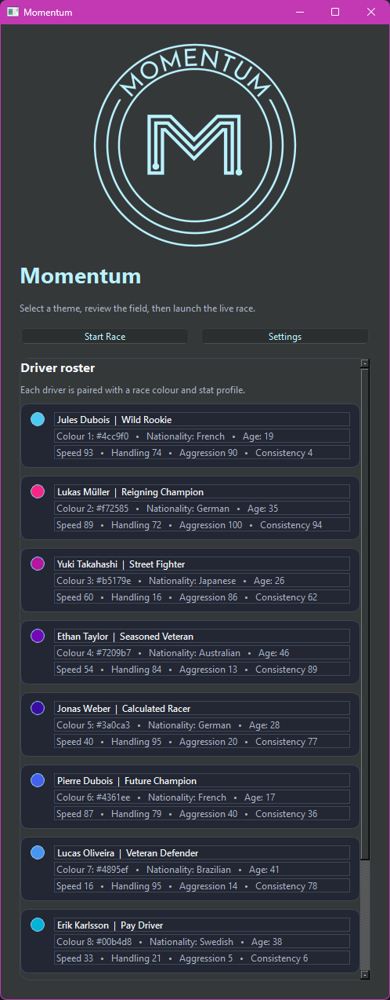 Momentum
MOMENTUM
M
Momentum
Select a theme, review the field, then launch the live race.
Start Race
Settings
Driver roster
Each driver is paired with a race colour and stat profile.
Jules Dubois | Wild Rookie
Colour 1: #4cc9f0 • Nationality: French • Age: 19
Speed 93 • Handling 74 • Aggression 90 • Consistency 4
Lukas Müller | Reigning Champion
Colour 2: #f72585 • Nationality: German • Age: 35
Speed 89 • Handling 72 • Aggression 100 • Consistency 94
Yuki Takahashi | Street Fighter
Colour 3: #b5179e • Nationality: Japanese • Age: 26
Speed 60 • Handling 16 • Aggression 86 • Consistency 62
Ethan Taylor | Seasoned Veteran
Colour 4: #7209b7 • Nationality: Australian • Age: 46
Speed 54 • Handling 84 • Aggression 13 • Consistency 89
Jonas Weber | Calculated Racer
Colour 5: #3a0ca3 • Nationality: German • Age: 28
Speed 40 • Handling 95 • Aggression 20 • Consistency 77
Pierre Dubois | Future Champion
Colour 6: #4361ee • Nationality: French • Age: 17
Speed 87 • Handling 79 • Aggression 40 • Consistency 36
Lucas Oliveira | Veteran Defender
Colour 7: #4895ef • Nationality: Brazilian • Age: 41
Speed 16 • Handling 95 • Aggression 14 • Consistency 78
Erik Karlsson | Pay Driver
Colour 8: #00b4d8 • Nationality: Swedish • Age: 38
Speed 33 • Handling 21 • Aggression 5 • Consistency 6